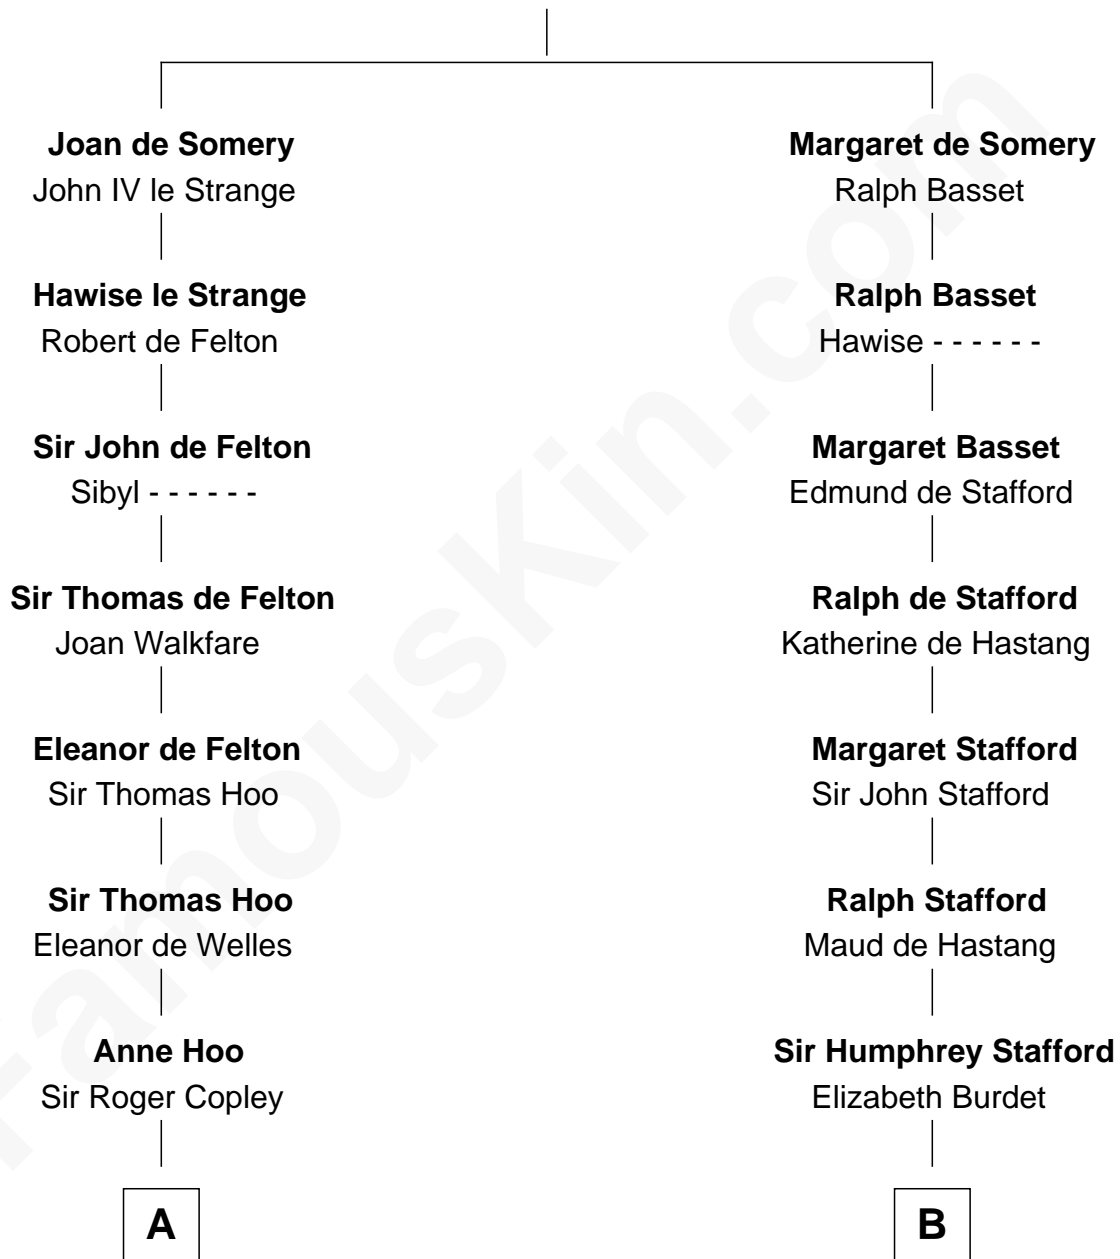 Joan de Somery
John IV le Strange
Hawise le Strange
Robert de Felton
Sir John de Felton
Sibyl - - - - - -
Sir Thomas de Felton
Joan Walkfare
Eleanor de Felton
Sir Thomas Hoo
Sir Thomas Hoo
Eleanor de Welles
Anne Hoo
Sir Roger Copley
A
Margaret de Somery
Ralph Basset
Ralph Basset
Hawise - - - - - -
Margaret Basset
Edmund de Stafford
Ralph de Stafford
Katherine de Hastang
Margaret Stafford
Sir John Stafford
Ralph Stafford
Maud de Hastang
Sir Humphrey Stafford
Elizabeth Burdet
B
FamousKin.com